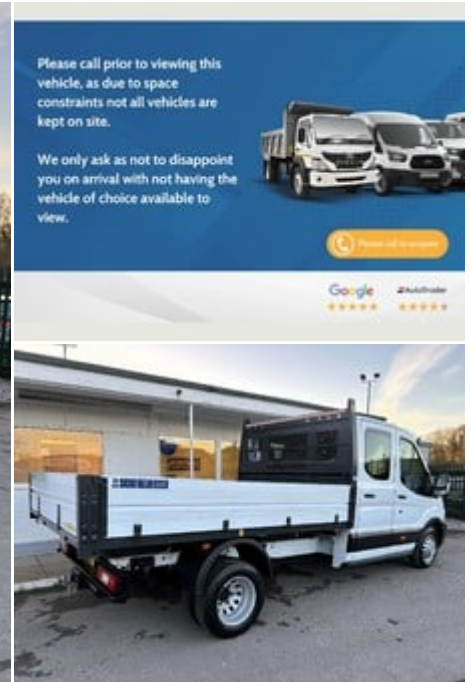 Please call prior to viewing this
vehicle, as due to space
constraints not all vehicles are
kept on site.
We only ask as not to disappoint
you on arrival with not having the
vehicle of choice available to
view.
Please call to enquire
Google
AutoTrader